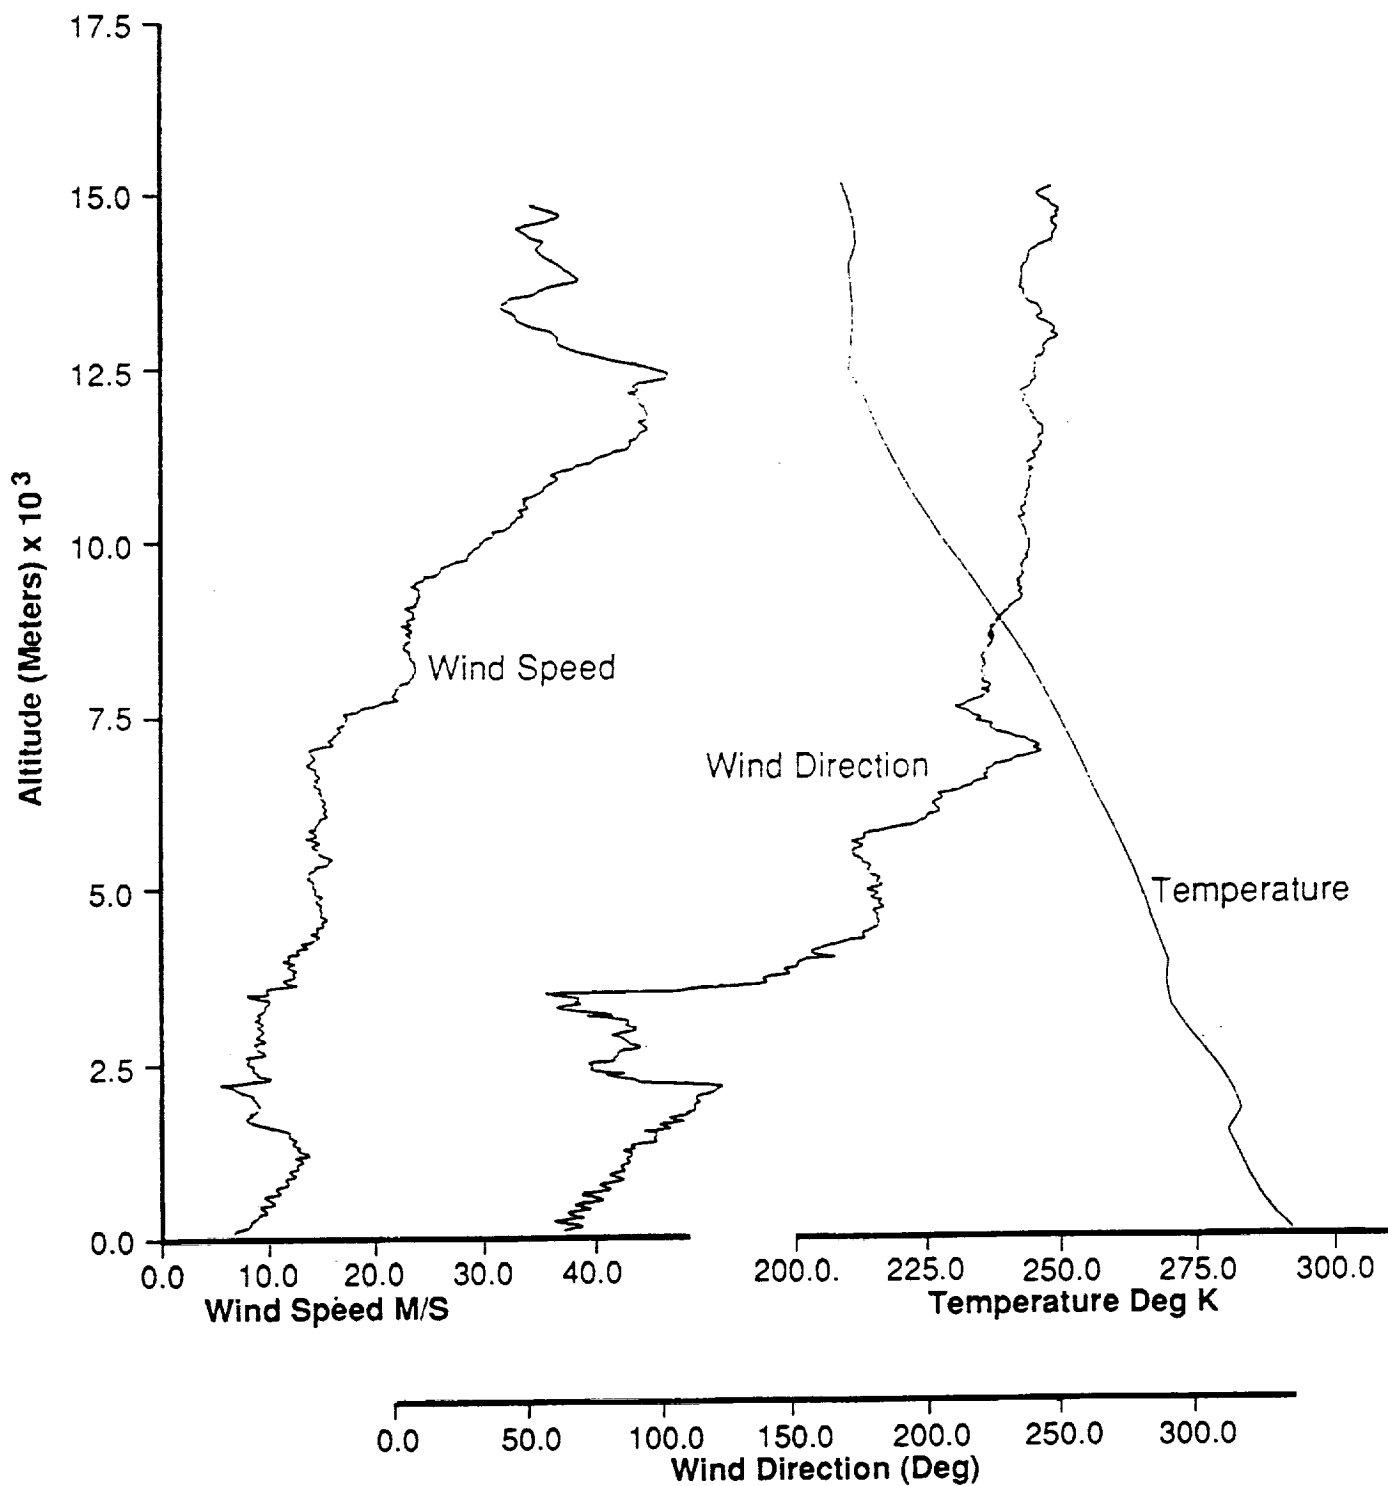 17.5
15.0
12.5
10.0
7.5
5.0
2.5
0.0
Altitude (Meters) x 10³
Wind Speed
Wind Direction
Temperature
0.0 10.0 20.0 30.0 40.0
Wind Speed M/S
200.0. 225.0 250.0 275.0 300.0
Temperature Deg K
0.0 50.0 100.0 150.0 200.0 250.0 300.0
Wind Direction (Deg)